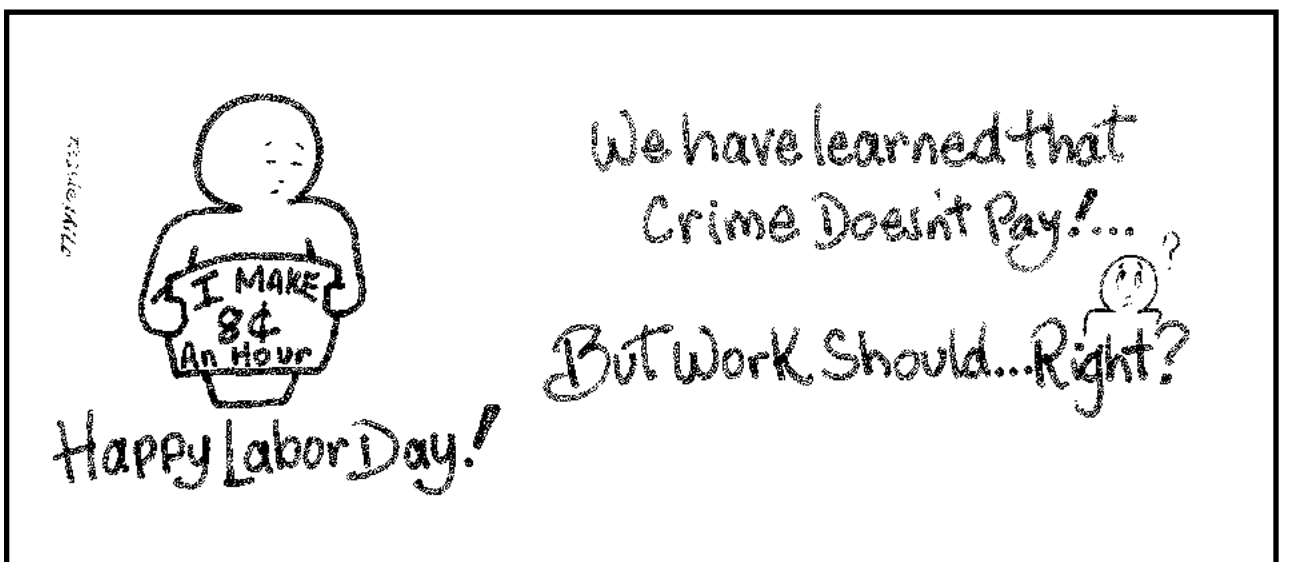 I MAKE
8¢
An Hour
Happy Labor Day!
We have learned that
Crime Doesn't Pay!...
?
But Work Should...Right?